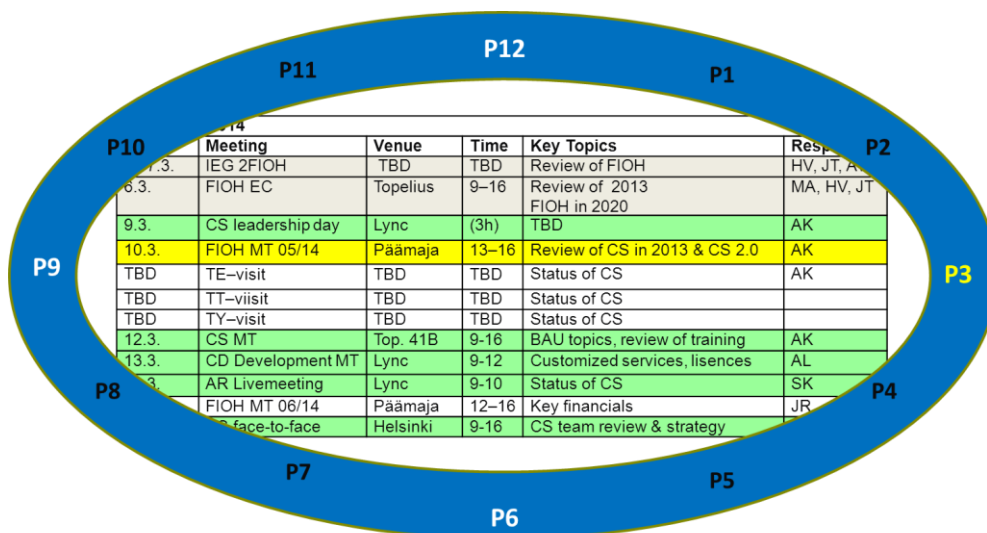 P12
P11
P1
P10
P2
P9
P3
P8
P4
P7
P5
P6
Meeting Venue Time Key Topics
.3. IEG 2FIOH TBD TBD Review of FIOH HV, JT,
6.3. FIOH EC Topelius 9–16 Review of 2013 MA, HV, JT
FIOH in 2020
9.3. CS leadership day Lync (3h) TBD AK
10.3. FIOH MT 05/14 Päämaja 13–16 Review of CS in 2013 & CS 2.0 AK
TBD TE–visit TBD TBD Status of CS AK
TBD TT–viisit TBD TBD Status of CS
TBD TY–visit TBD TBD Status of CS
12.3. CS MT Top. 41B 9-16 BAU topics, review of training AK
13.3. CD Development MT Lync 9-12 Customized services, lisences AL
AR Livemeeting Lync 9-10 Status of CS SK
FIOH MT 06/14 Päämaja 12–16 Key financials JR
face-to-face Helsinki 9-16 CS team review & strategy